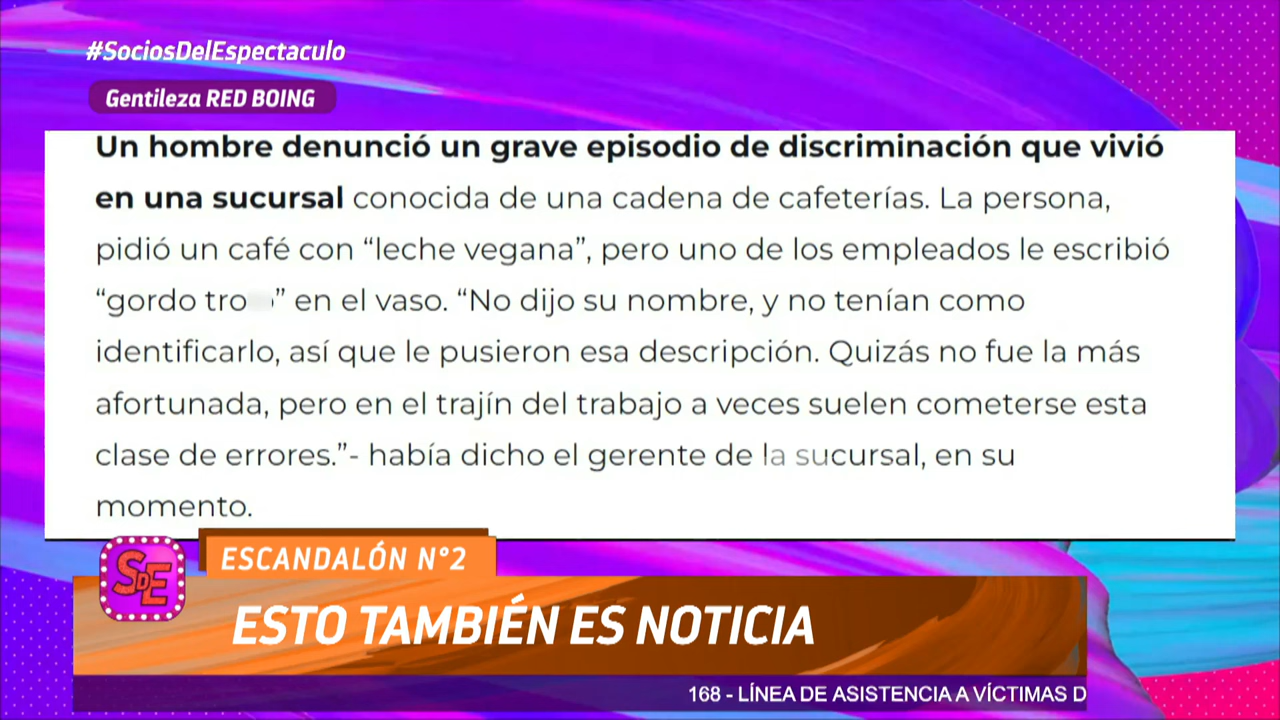 #SociosDelEspectaculo
Gentileza RED BOING
Un hombre denunció un grave episodio de discriminación que vivió
en una sucursal conocida de una cadena de cafeterías. La persona,
pidió un café con “leche vegana”, pero uno de los empleados le escribió
“gordo tro ” en el vaso. “No dijo su nombre, y no tenían como
identificarlo, así que le pusieron esa descripción. Quizás no fue la más
afortunada, pero en el trajín del trabajo a veces suelen cometerse esta
clase de errores.”- había dicho el gerente de la sucursal, en su
momento.
ESCANDALÓN N°2
SDE
ESTO TAMBIÉN ES NOTICIA
168 - LÍNEA DE ASISTENCIA A VÍCTIMAS D